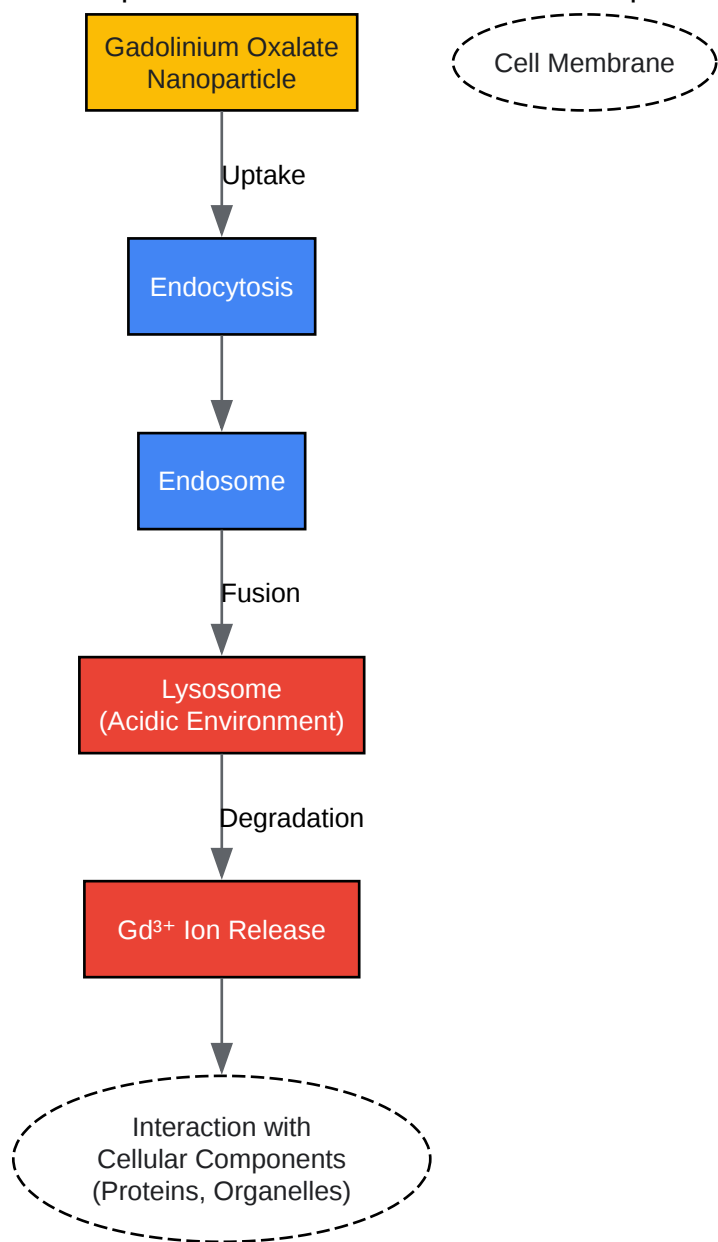 Gadolinium Oxalate
Nanoparticle
Cell Membrane
Uptake
Endocytosis
Endosome
Fusion
Lysosome
(Acidic Environment)
Degradation
Gd³⁺ Ion Release
Interaction with
Cellular Components
(Proteins, Organelles)